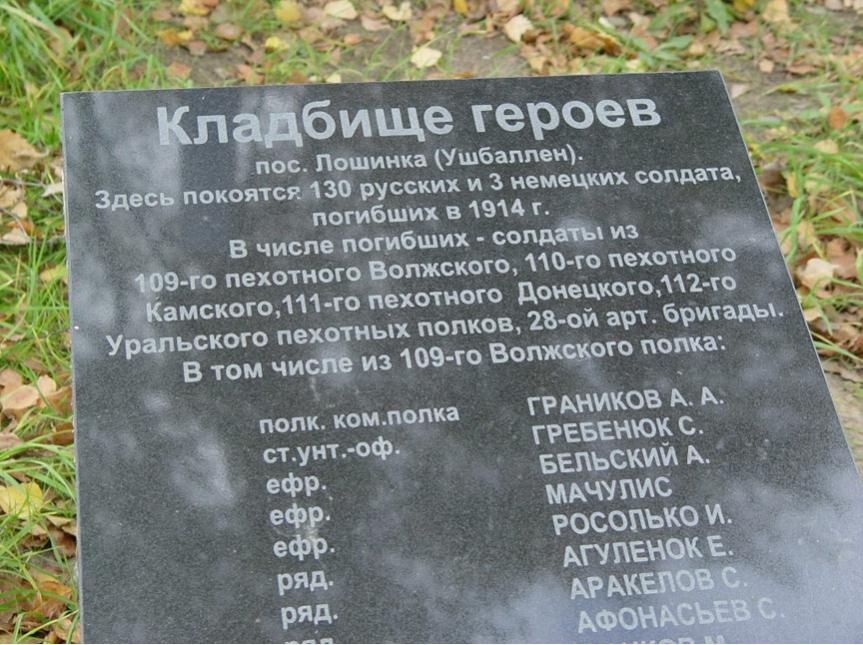 Кладбище героев
пос. Лошинка (Ушбаллен).
Здесь покоятся 130 русских и 3 немецких солдата,
погибших в 1914 г.
В числе погибших - солдаты из
109-го пехотного Волжского, 110-го пехотного
Камского,111-го пехотного Донецкого,112-го
Уральского пехотных полков, 28-ой арт. бригады.
В том числе из 109-го Волжского полка:
полк. ком.полка ГРАНИКОВ А. А.
ст.унт.-оф. ГРЕБЕНЮК С.
ефр. БЕЛЬСКИЙ А.
ефр. МАЧУЛИС
ефр. РОСОЛЬКО И.
ряд. АГУЛЕНОК Е.
ряд. АРАКЕЛОВ С.
ряд. АФОНАСЬЕВ С.